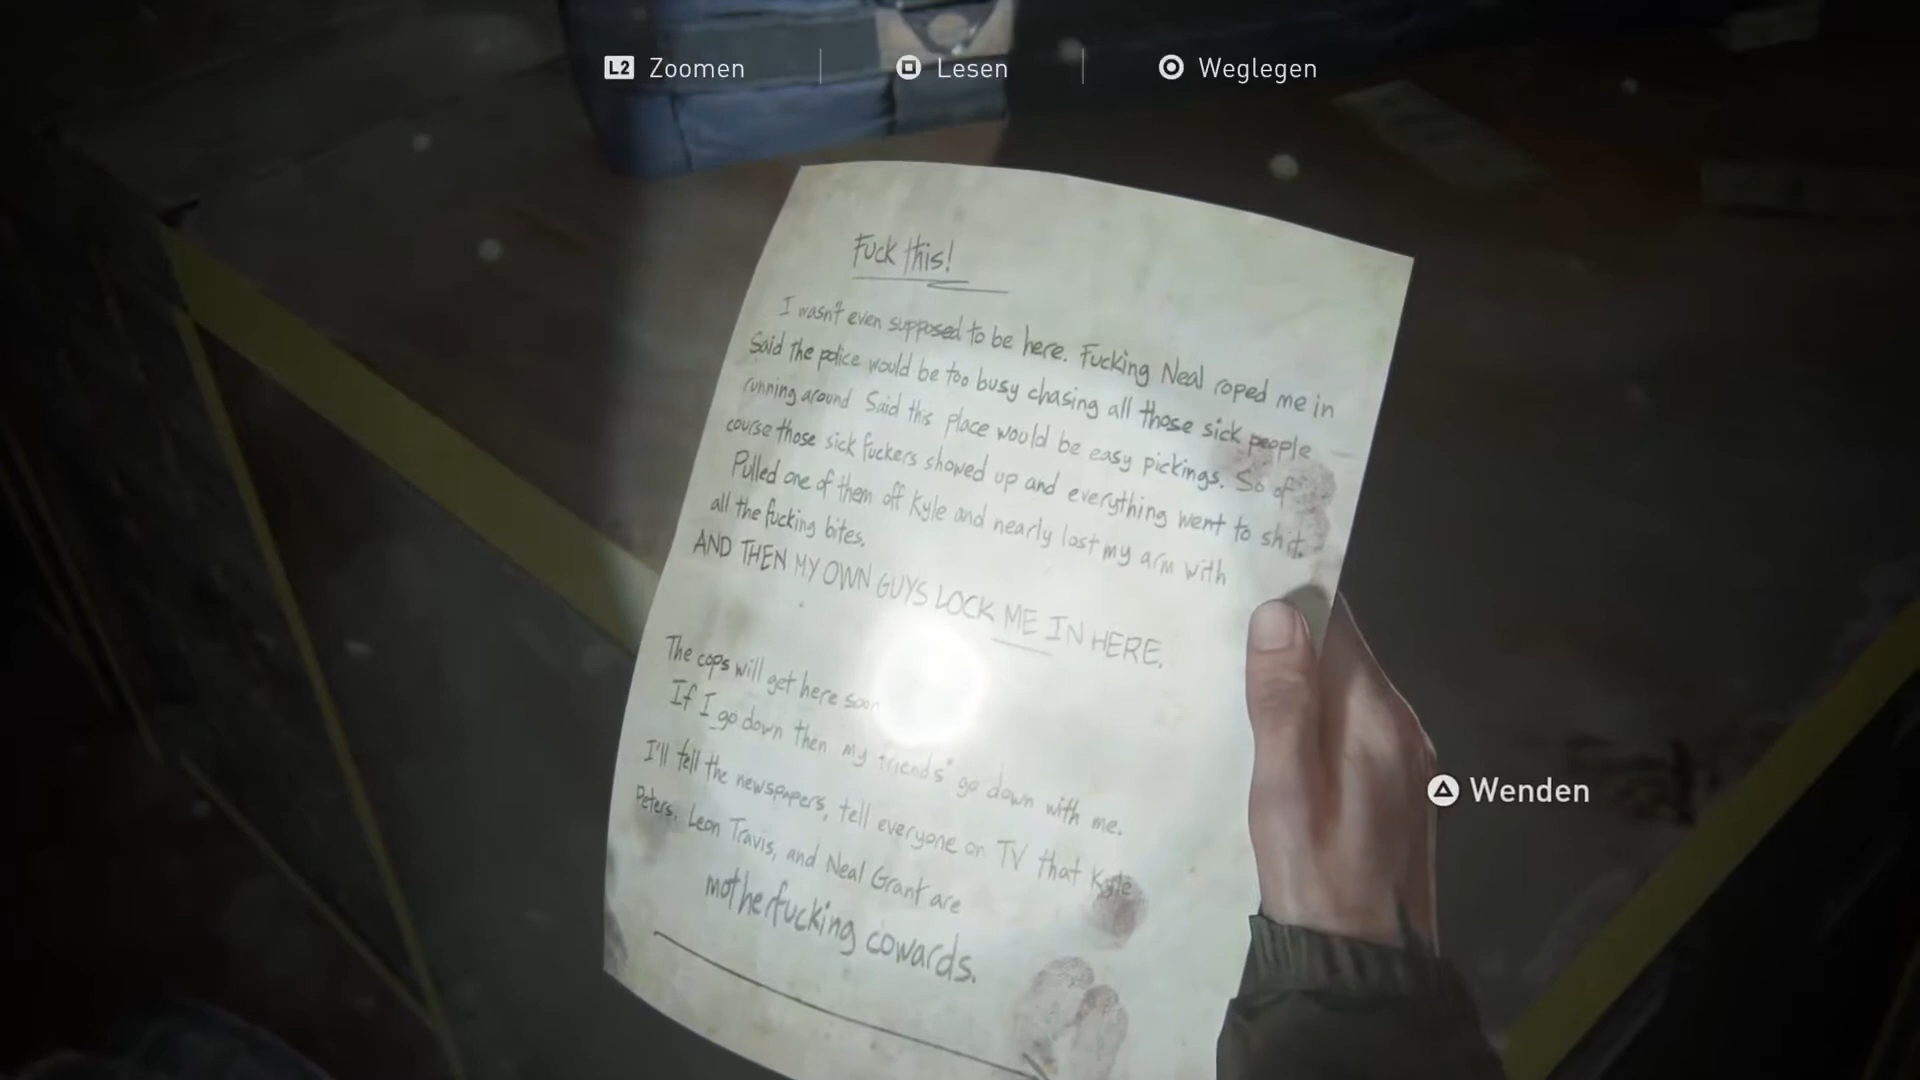 L2 Zoomen
Lesen
Weglegen
Fuck this!
I wasn't even supposed to be here. Fucking Neal roped me in
Said the police would be too busy chasing all those sick people
running around Said this place would be easy pickings. So of
course those sick fuckers showed up and everything went to shit.
Pulled one of them off Kyle and nearly lost my arm with
all the fucking bites.
AND THEN MY OWN GUYS LOCK ME IN HERE.
The cops will get here soon
If I go down then my "friends" go down with me.
I'll tell the newspapers, tell everyone on TV that Kyle
Peters, Leon Travis, and Neal Grant are
motherfucking cowards.
Wenden